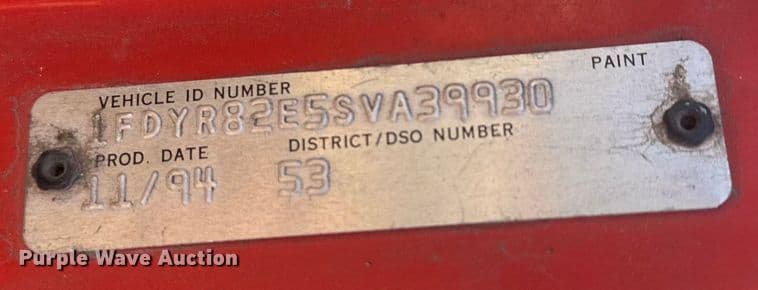 PAINT
VEHICLE ID NUMBER
1FDYR82E5SVA39930
PROD. DATE DISTRICT/DSO NUMBER
11/94 53
Purple Wave Auction